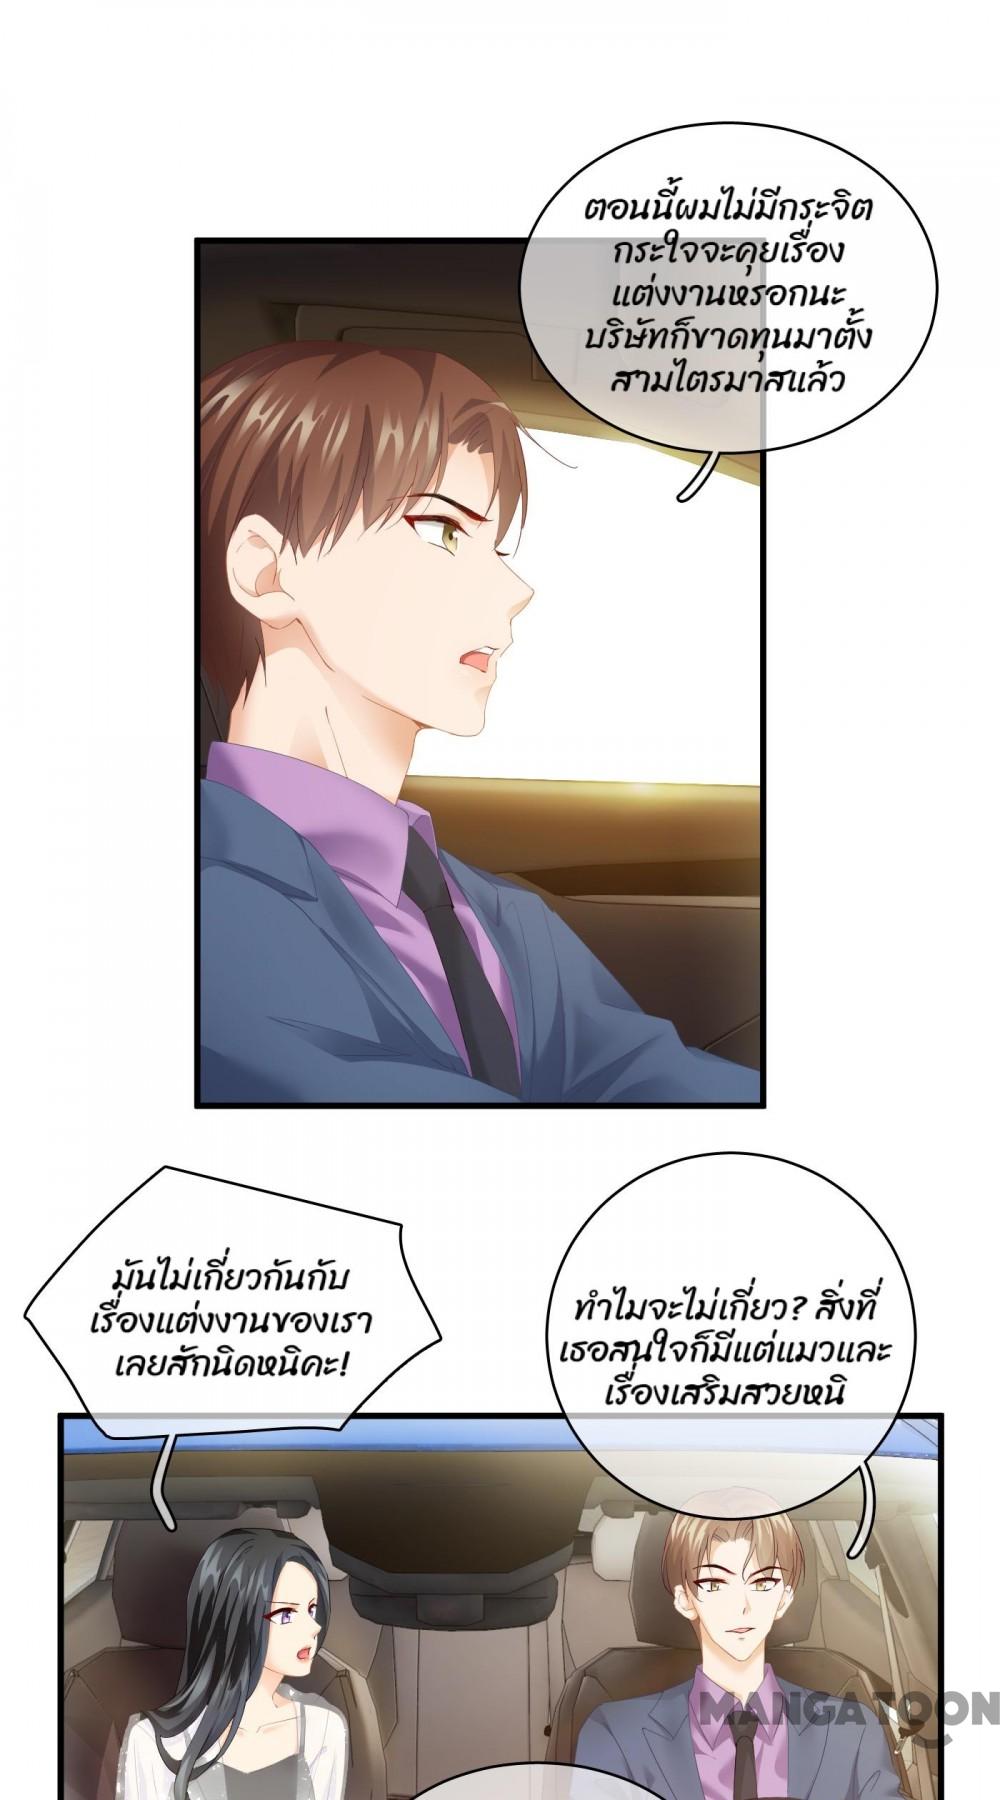 ตอนนี้ผมไม่มีกระจิต
กระใจจะคุยเรื่อง
แต่งงานหรอกนะ
บริษัทก็ขาดทุนมาตั้ง
สามไตรมาสแล้ว
มันไม่เกี่ยวกันกับ
เรื่องแต่งงานของเรา
เลยสักนิดหนิคะ!
ทำไมจะไม่เกี่ยว? สิ่งที่
เธอสนใจก็มีแต่แมวและ
เรื่องเสริมสวยหนิ
MANGATOON